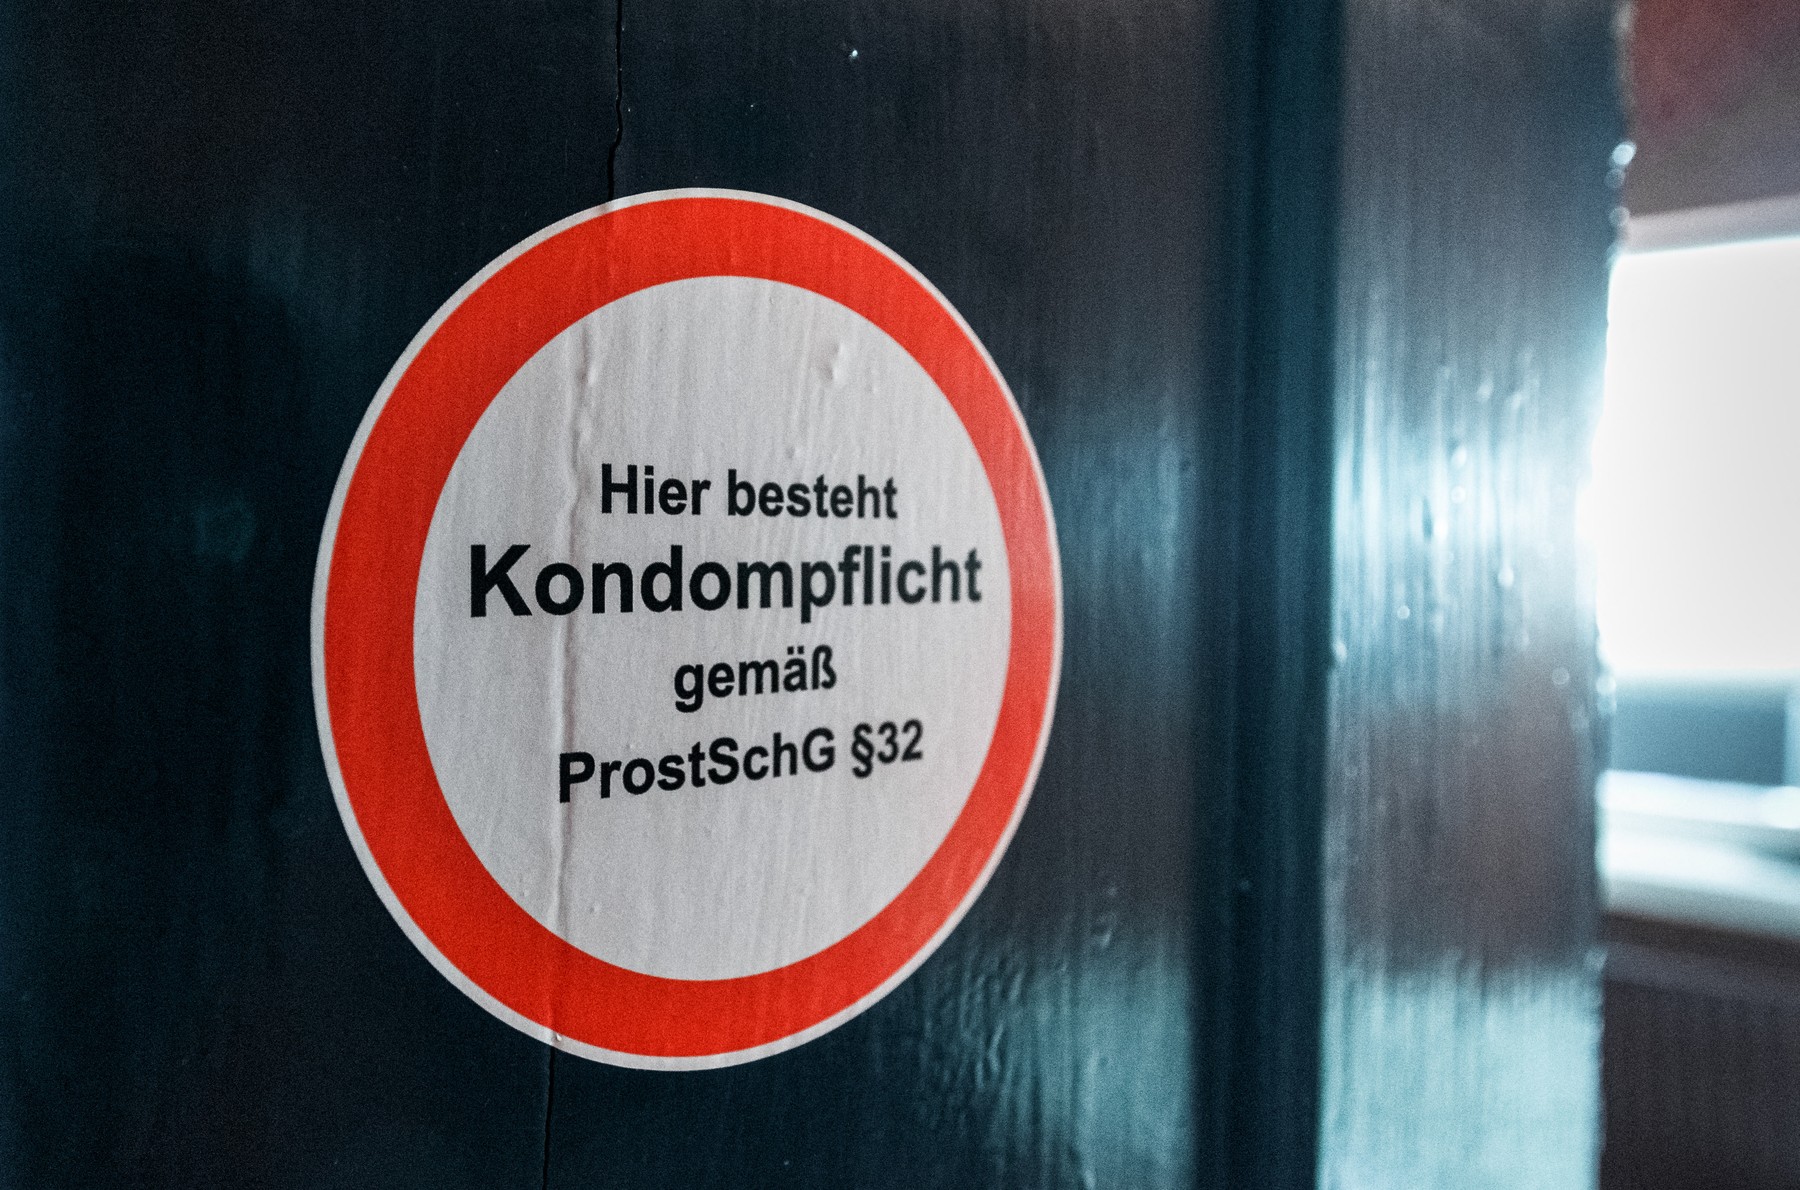 Hier besteht
Kondompflicht
gemäß
ProstSchG §32